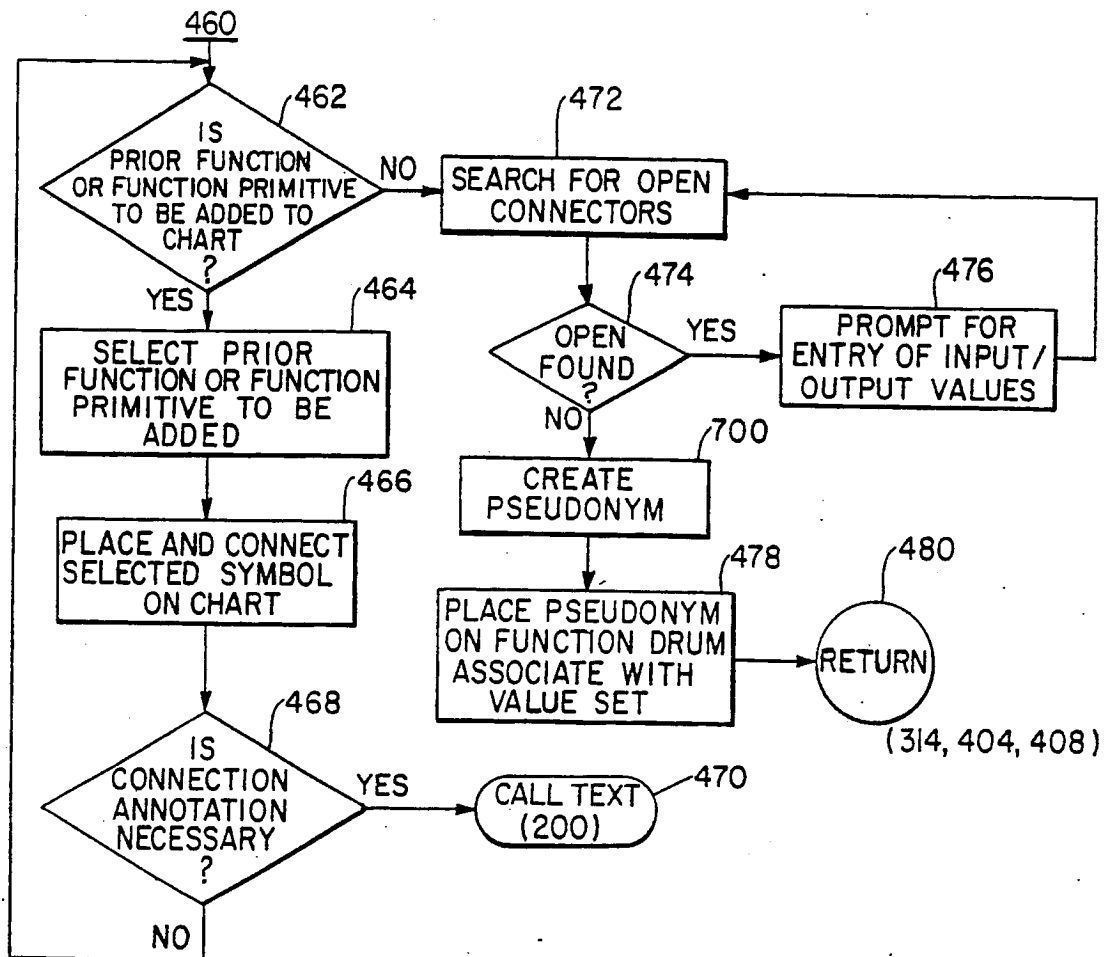 460
462
IS
PRIOR FUNCTION
OR FUNCTION PRIMITIVE
TO BE ADDED TO
CHART
?
NO
YES
464
SELECT PRIOR
FUNCTION OR FUNCTION
PRIMITIVE TO BE
ADDED
466
PLACE AND CONNECT
SELECTED SYMBOL
ON CHART
468
IS
CONNECTION
ANNOTATION
NECESSARY
?
YES
NO
470
CALL TEXT
(200)
472
SEARCH FOR OPEN
CONNECTORS
474
OPEN
FOUND
?
YES
NO
476
PROMPT FOR
ENTRY OF INPUT/
OUTPUT VALUES
700
CREATE
PSEUDONYM
478
PLACE PSEUDONYM
ON FUNCTION DRUM
ASSOCIATE WITH
VALUE SET
480
RETURN
(314, 404, 408)